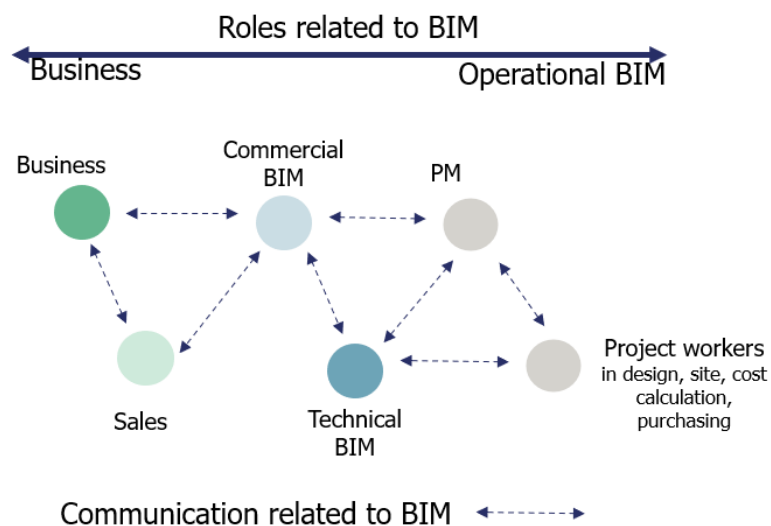 Roles related to BIM
Business
Operational BIM
Business
Commercial
BIM
PM
Sales
Technical
BIM
Project workers
in design, site, cost
calculation,
purchasing
Communication related to BIM